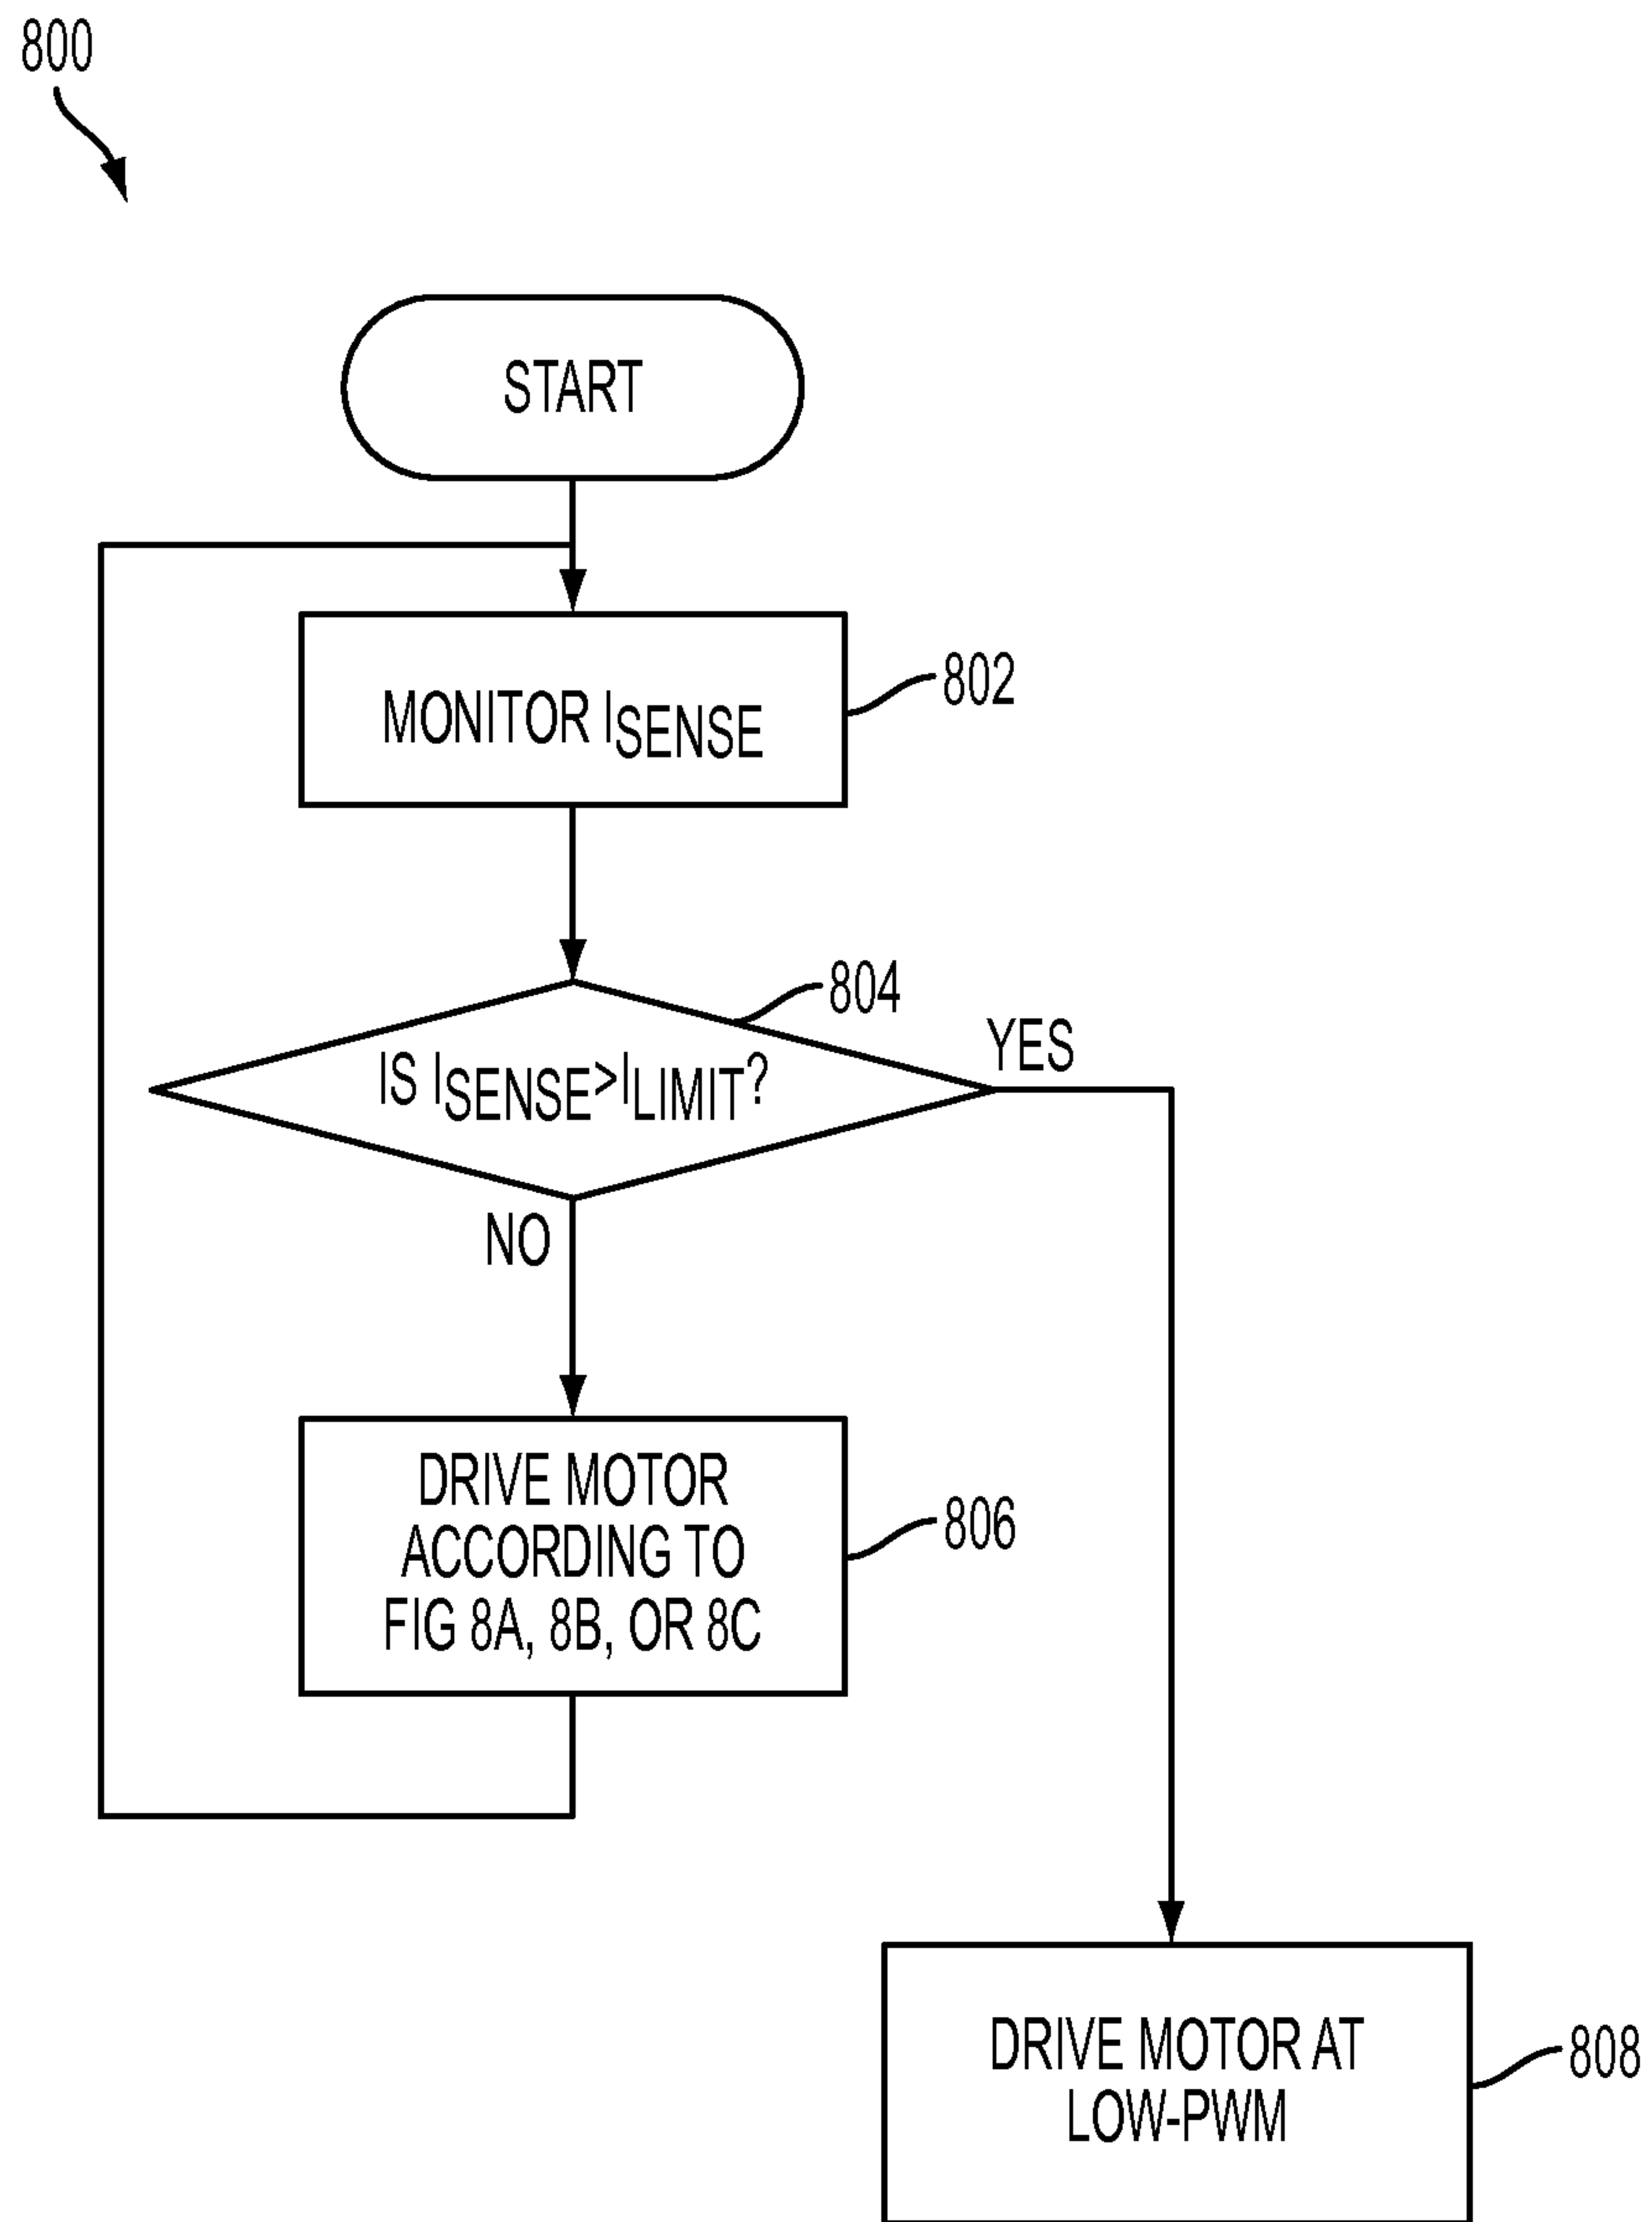 800
START
MONITOR ISENSE
802
804
IS ISENSE>ILIMIT?
YES
NO
DRIVE MOTOR
ACCORDING TO
FIG 8A, 8B, OR 8C
806
DRIVE MOTOR AT
LOW-PWM
808